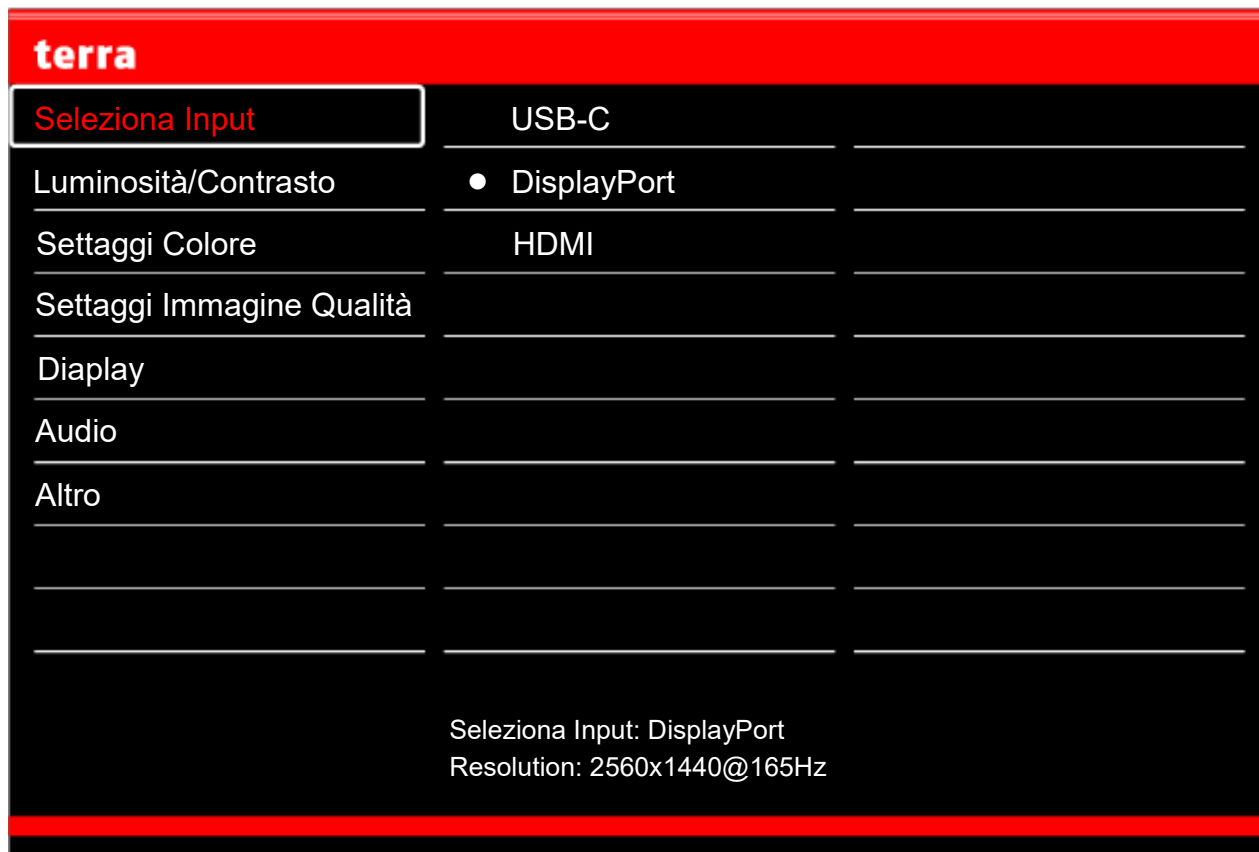 terra
Seleziona Input
USB-C
Luminosità/Contrasto
DisplayPort
Settaggi Colore
HDMI
Settaggi Immagine Qualità
Diaplay
Audio
Altro
Seleziona Input: DisplayPort
Resolution: 2560x1440@165Hz